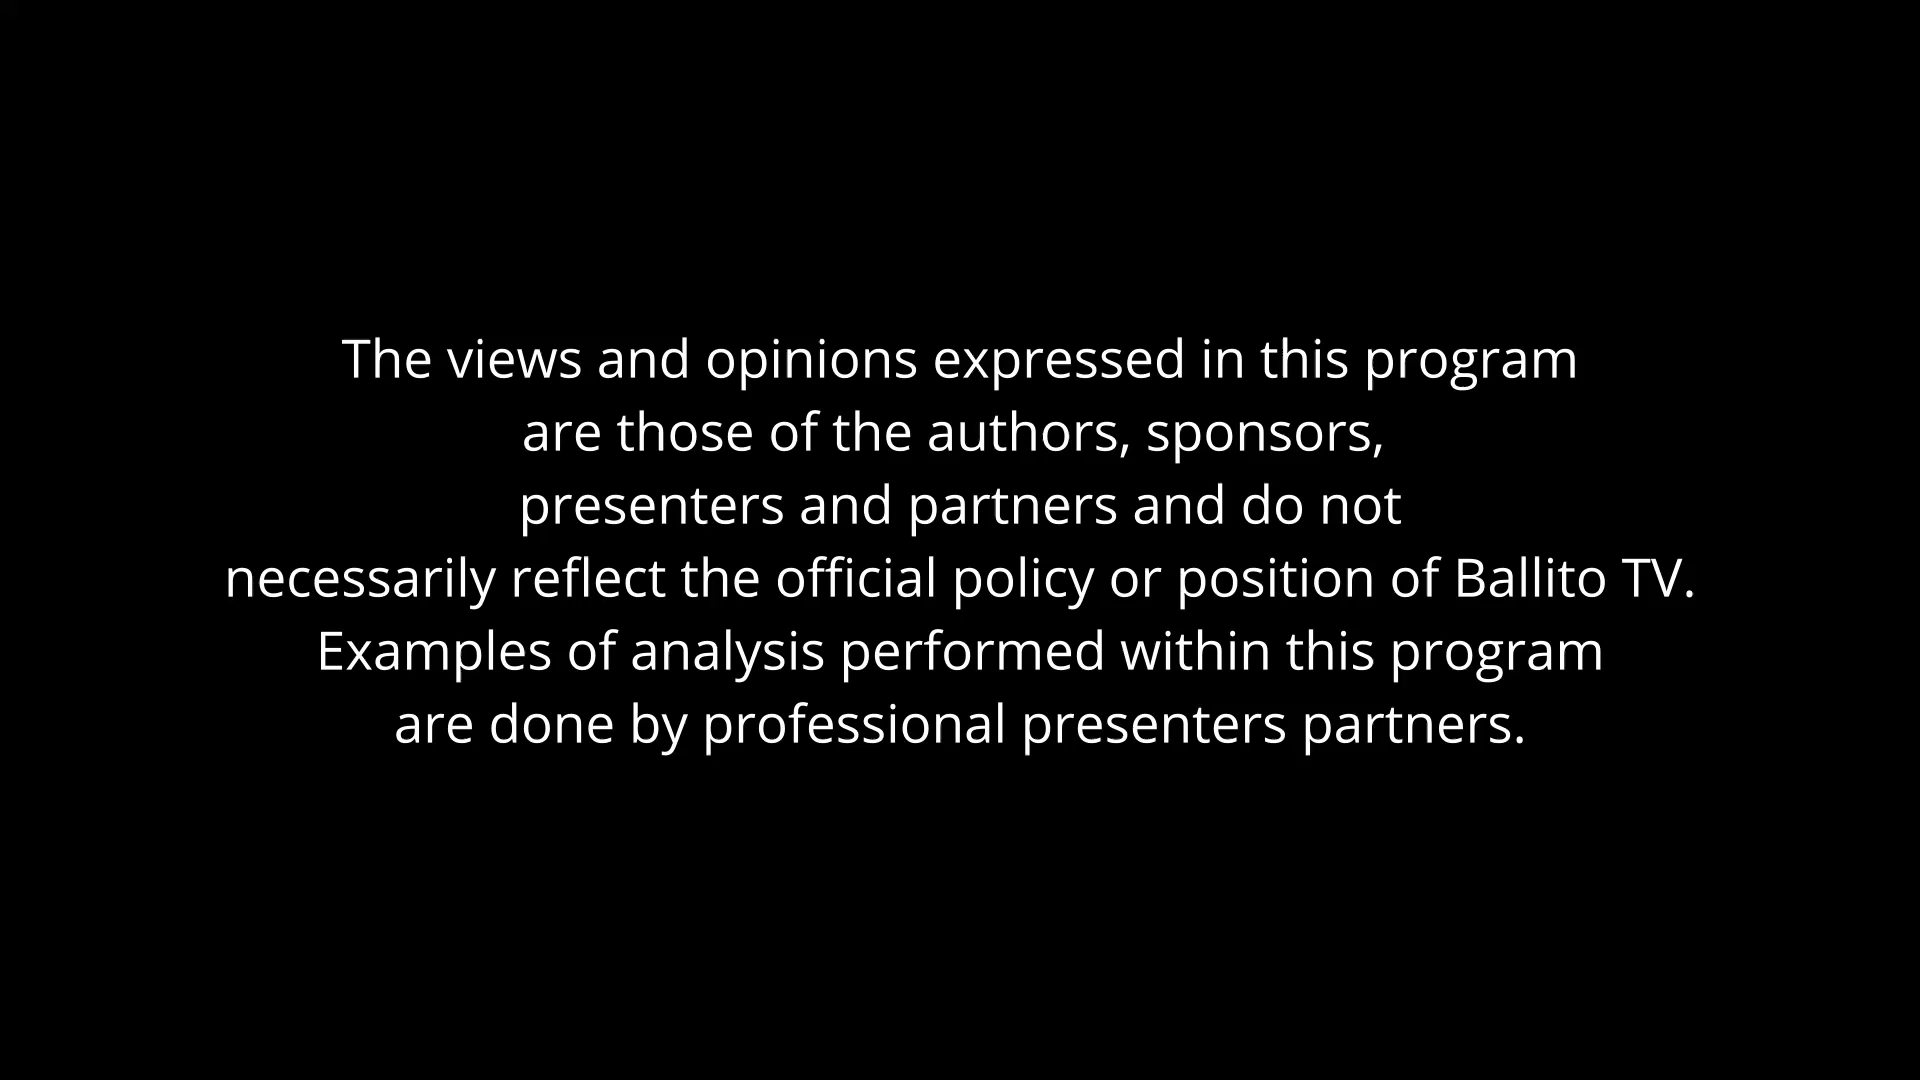 The views and opinions expressed in this program
are those of the authors, sponsors,
presenters and partners and do not
necessarily reflect the official policy or position of Ballito TV.
Examples of analysis performed within this program
are done by professional presenters partners.